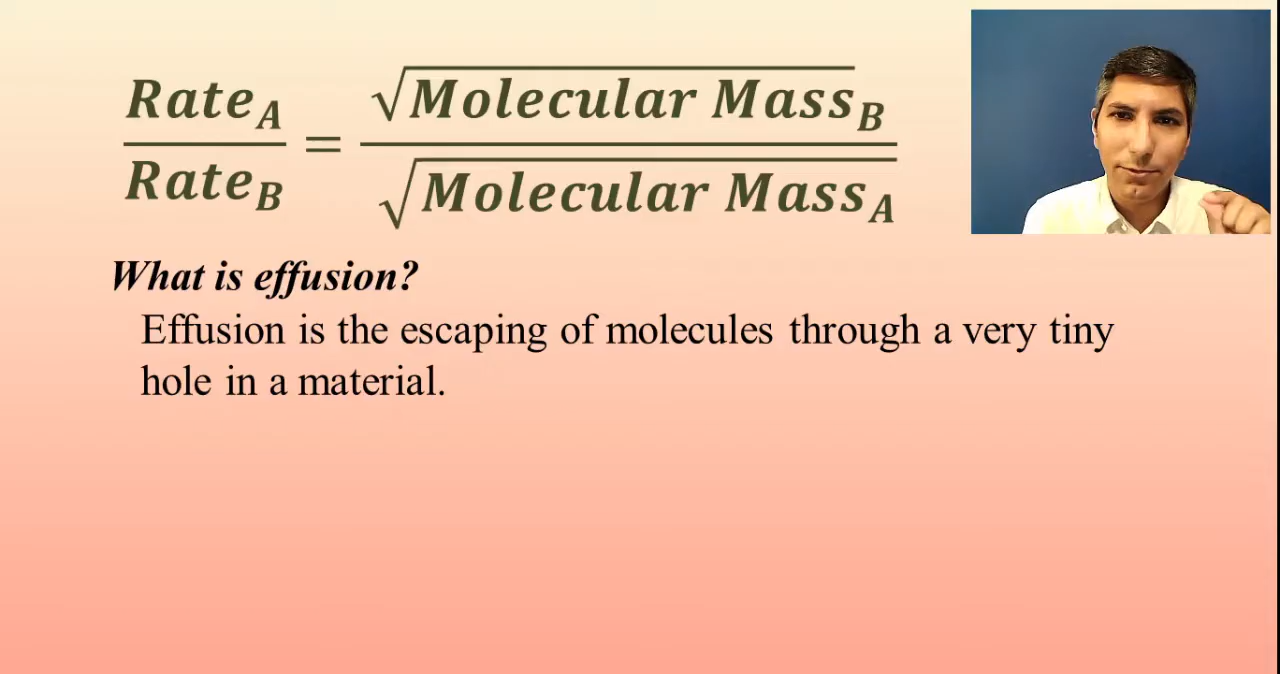 Rate_A / Rate_B = √Molecular Mass_B / √Molecular Mass_A
What is effusion?
Effusion is the escaping of molecules through a very tiny
hole in a material.